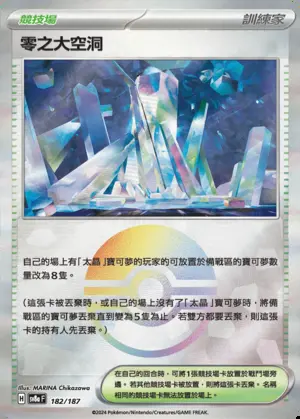 競技場
訓練家
零之大空洞
自己的場上有「太晶」寶可夢的玩家的可放置於備戰區的寶可夢數
量改為8隻。
(這張卡被丟棄時，或自己的場上沒有了「太晶」寶可夢時，將備
戰區的寶可夢丟棄直到變為5隻為止。若雙方都要丟棄，則這張
卡的持有人先丟棄。)
Illus. MARINA Chikazawa
H SV8a F 182/187
在自己的回合，可將1張競技場卡放置於戰鬥場
旁。若其他競技場卡被放置於場上，則將此卡丟棄。
相同名稱的競技場卡無法放置於場上。
©2024 Pokémon/Nintendo/Creatures/GAME FREAK.